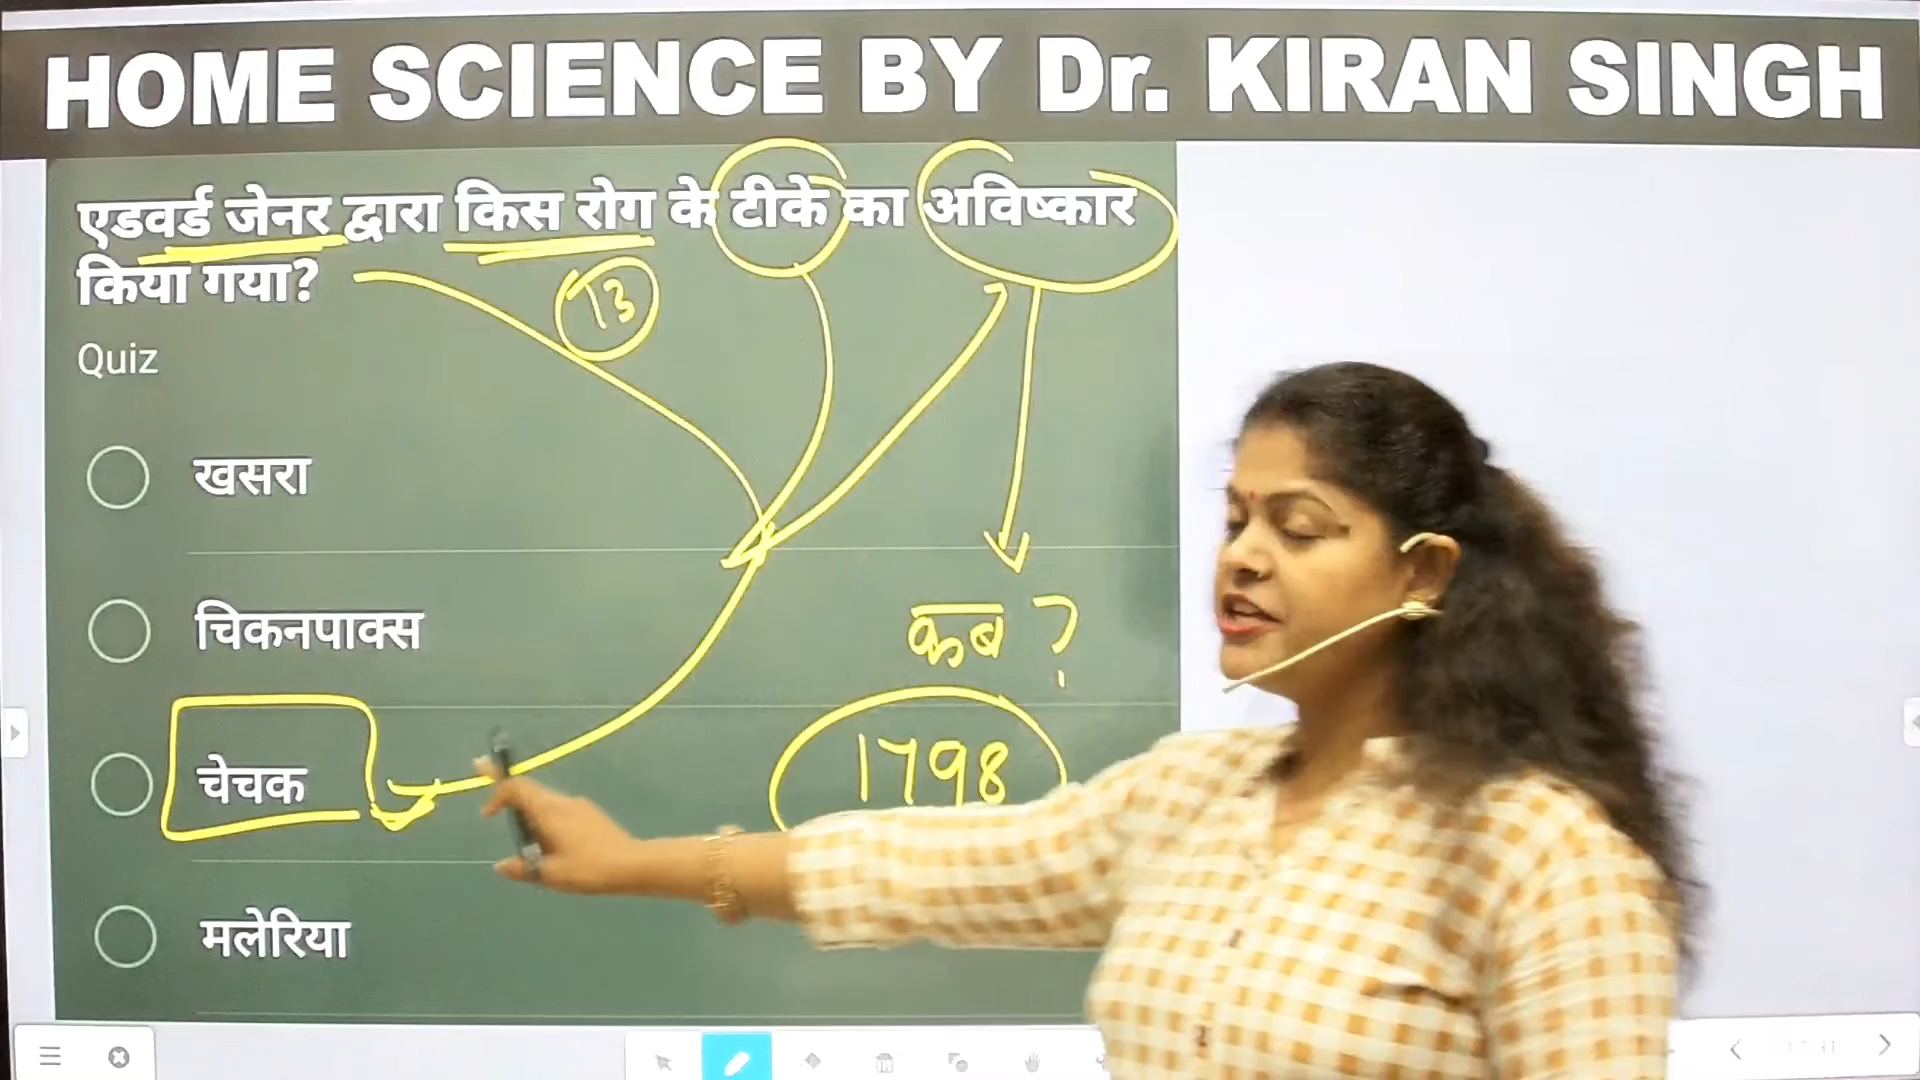 HOME SCIENCE BY Dr. KIRAN SINGH
एडवर्ड जेनर द्वारा किस रोग के टीके का अविष्कार
किया गया?
13
Quiz
खसरा
चिकनपाक्स
कब ?
चेचक
1798
मलेरिया